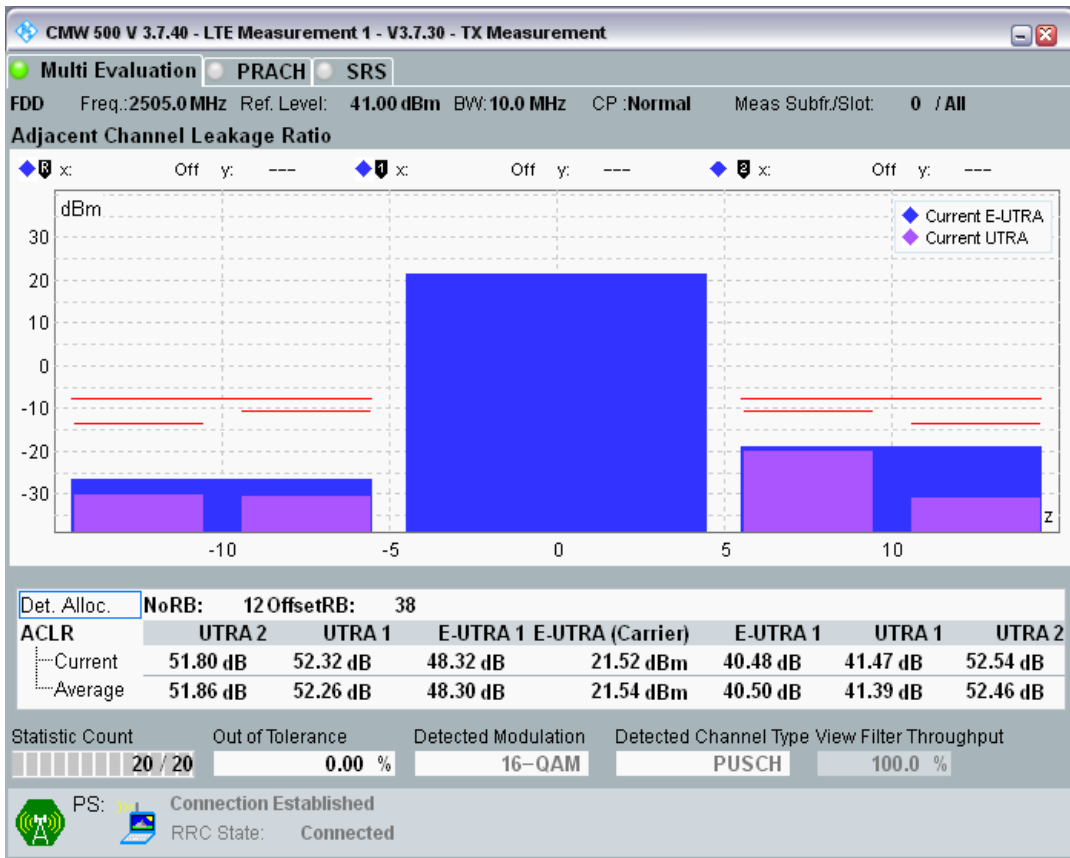 CMW 500 V 3.7.40 - LTE Measurement 1 - V3.7.30 - TX Measurement
Multi Evaluation PRACH SRS
FDD Freq.:2505.0 MHz Ref. Level: 41.00 dBm BW:10.0 MHz CP :Normal Meas Subfr./Slot: 0 / All
Adjacent Channel Leakage Ratio
R x: Off y: --- 1 x: Off y: --- 2 x: Off y: ---
dBm
Current E-UTRA
Current UTRA
30
20
10
0
-10
-20
-30
z
-10 -5 0 5 10
Det. Alloc. NoRB: 12 OffsetRB: 38
ACLR UTRA 2 UTRA 1 E-UTRA 1 E-UTRA (Carrier) E-UTRA 1 UTRA 1 UTRA 2
Current 51.80 dB 52.32 dB 48.32 dB 21.52 dBm 40.48 dB 41.47 dB 52.54 dB
Average 51.86 dB 52.26 dB 48.30 dB 21.54 dBm 40.50 dB 41.39 dB 52.46 dB
Statistic Count Out of Tolerance Detected Modulation Detected Channel Type View Filter Throughput
20 / 20 0.00 % 16-QAM PUSCH 100.0 %
PS: Connection Established
RRC State: Connected